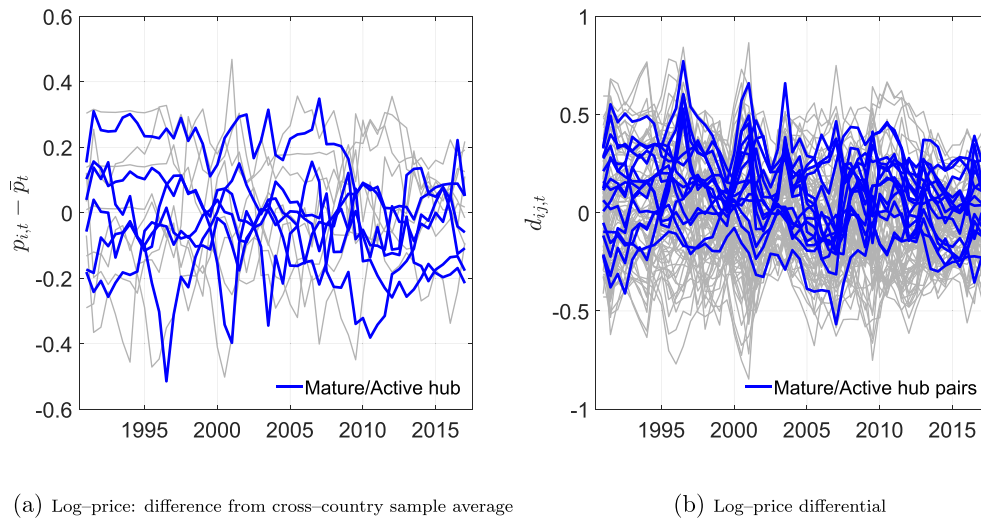 0.6
0.4
0.2
0
-0.2
-0.4
-0.6
p_{i,t} − p̄_t
1995 2000 2005 2010 2015
Mature/Active hub
1
0.5
0
-0.5
-1
d_{ij,t}
1995 2000 2005 2010 2015
Mature/Active hub pairs
(a) Log–price: difference from cross–country sample average
(b) Log–price differential